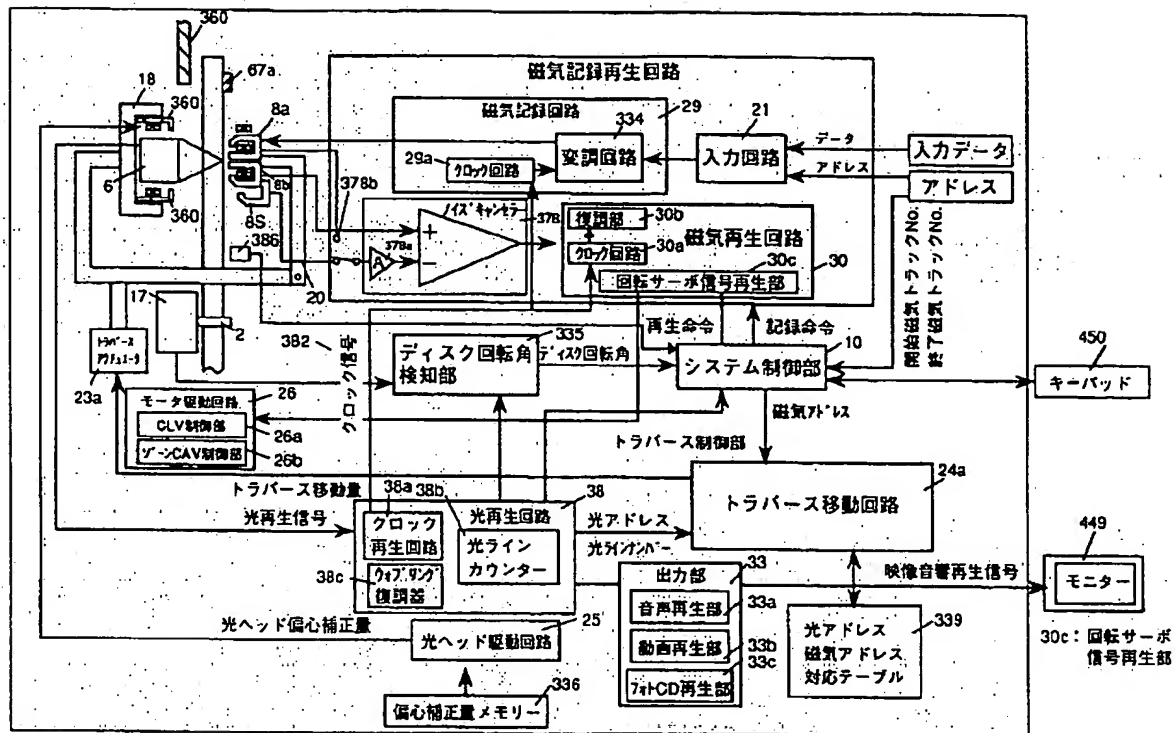 360
67a
18
360
8a
6
8b
360
8S
386
378b
20
17
2
382
トラバース
アクチュエータ
23a
磁気記録再生回路
磁気記録回路
29
334
変調回路
29a
クロック回路
21
入力回路
データ
アドレス
入力データ
アドレス
ノイズキャンセラー
378
+
−
A
378a
復調部
30b
磁気再生回路
クロック回路
30a
30c
回転サーボ信号再生部
30
再生命令
記録命令
開始磁気トラックNo.
終了磁気トラックNo.
クロック信号
335
ディスク回転角
検知部
ディスク回転角
10
システム制御部
450
キーパッド
磁気アドレス
モータ駆動回路
26
CLV制御部
26a
ゾーンCAV制御部
26b
トラバース制御部
24a
トラバース移動回路
トラバース移動量
光再生信号
38a
38b
38
光再生回路
クロック
再生回路
光ライン
カウンター
38c
ウォブリング
復調器
光アドレス
光ラインナンバー
出力部
33
音声再生部
33a
動画再生部
33b
33c
フォトCD再生部
映像音響再生信号
449
モニター
光アドレス
磁気アドレス
対応テーブル
339
30c:回転サーボ
信号再生部
光ヘッド偏心補正量
25
光ヘッド駆動回路
偏心補正量メモリー
336